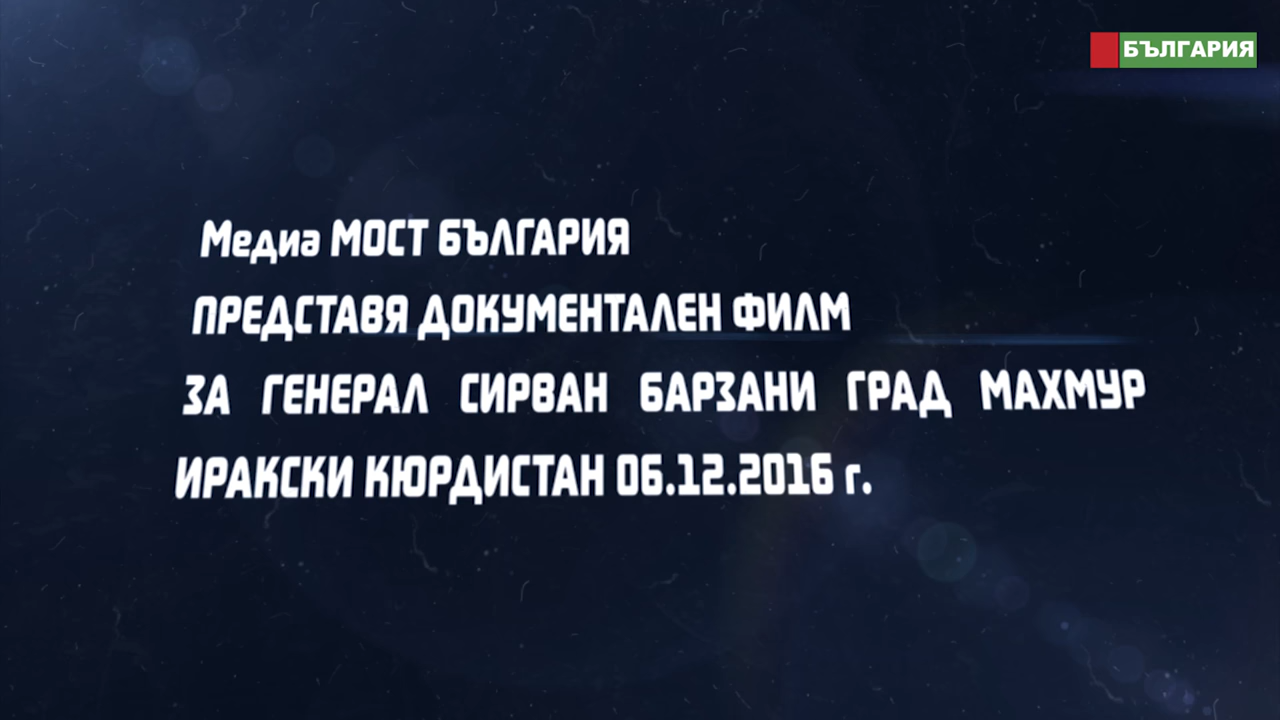 БЪЛГАРИЯ
Медиа МОСТ БЪЛГАРИЯ
ПРЕДСТАВЯ ДОКУМЕНТАЛЕН ФИЛМ
ЗА ГЕНЕРАЛ СИРВАН БАРЗАНИ ГРАД МАХМУР
ИРАКСКИ КЮРДИСТАН 06.12.2016 г.